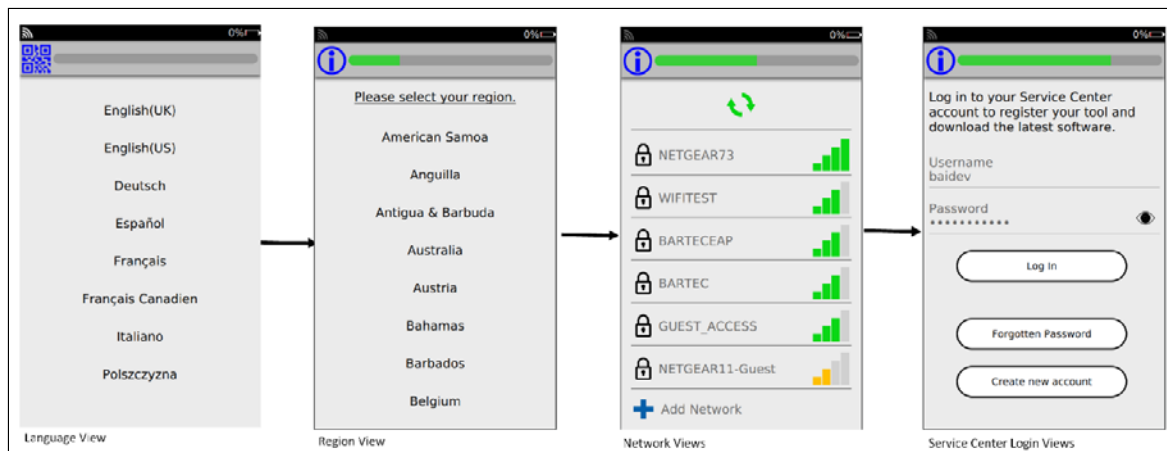 0%
English(UK)
English(US)
Deutsch
Español
Français
Français Canadien
Italiano
Polszczyzna
Language View
0%
Please select your region.
American Samoa
Anguilla
Antigua & Barbuda
Australia
Austria
Bahamas
Barbados
Belgium
Region View
0%
NETGEAR73
WIFITEST
BARTECEAP
BARTEC
GUEST_ACCESS
NETGEAR11-Guest
Add Network
Network Views
0%
Log in to your Service Center
account to register your tool and
download the latest software.
Username
baidev
Password
***********
Log In
Forgotten Password
Create new account
Service Center Login Views